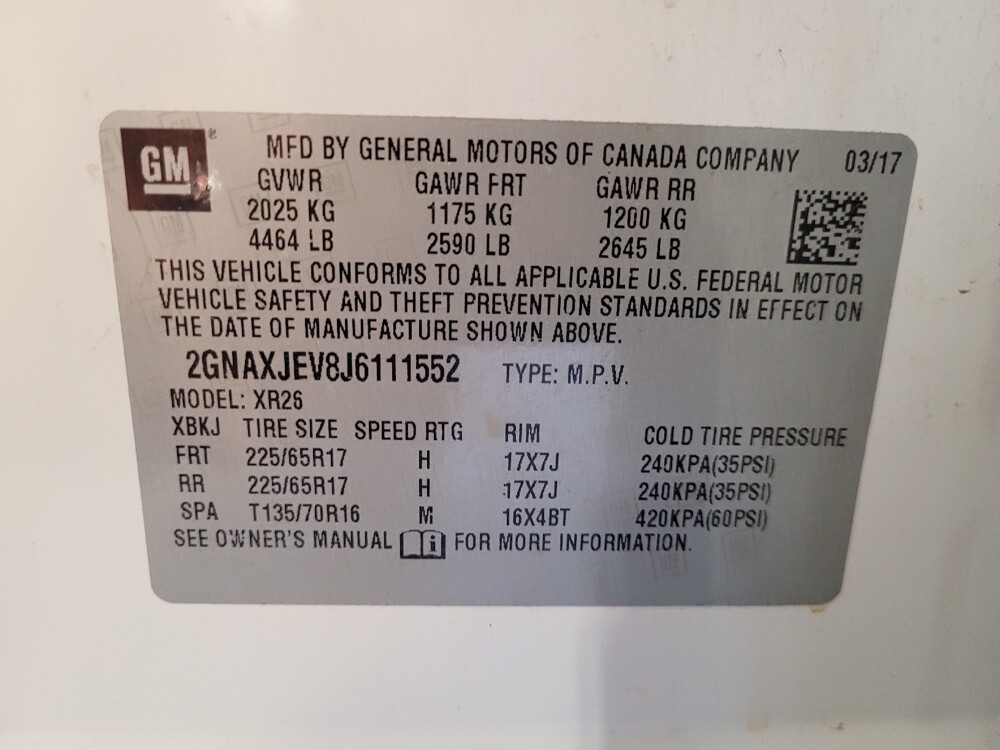 GM ® MFD BY GENERAL MOTORS OF CANADA COMPANY 03/17
GVWR GAWR FRT GAWR RR
2025 KG 1175 KG 1200 KG
4464 LB 2590 LB 2645 LB
THIS VEHICLE CONFORMS TO ALL APPLICABLE U.S. FEDERAL MOTOR
VEHICLE SAFETY AND THEFT PREVENTION STANDARDS IN EFFECT ON
THE DATE OF MANUFACTURE SHOWN ABOVE.
2GNAXJEV8J6111552 TYPE: M.P.V.
MODEL: XR26
XBKJ TIRE SIZE SPEED RTG RIM COLD TIRE PRESSURE
FRT 225/65R17 H 17X7J 240KPA(35PSI)
RR 225/65R17 H 17X7J 240KPA(35PSI)
SPA T135/70R16 M 16X4BT 420KPA(60PSI)
SEE OWNER'S MANUAL i FOR MORE INFORMATION.